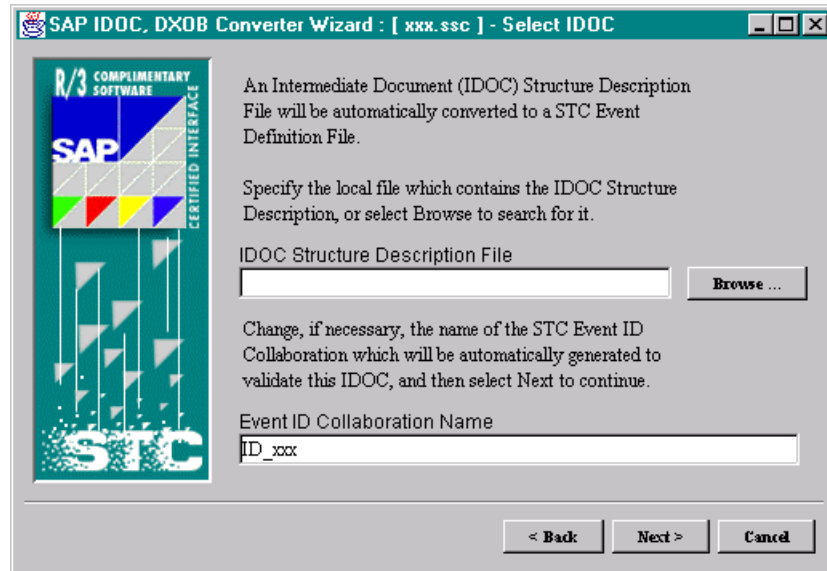 SAP IDOC, DXOB Converter Wizard : [ xxx.ssc ] - Select IDOC
R/3 COMPLIMENTARY
SOFTWARE
SAP
CERTIFIED INTERFACE
STC
An Intermediate Document (IDOC) Structure Description
File will be automatically converted to a STC Event
Definition File.
Specify the local file which contains the IDOC Structure
Description, or select Browse to search for it.
IDOC Structure Description File
Browse ...
Change, if necessary, the name of the STC Event ID
Collaboration which will be automatically generated to
validate this IDOC, and then select Next to continue.
Event ID Collaboration Name
ID_xxx
< Back Next > Cancel